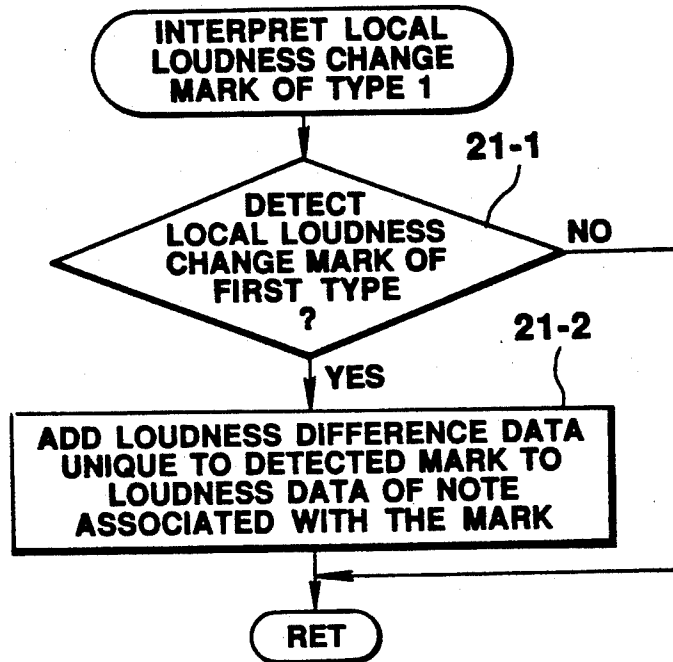 INTERPRET LOCAL
LOUDNESS CHANGE
MARK OF TYPE 1
21-1
DETECT
LOCAL LOUDNESS
CHANGE MARK OF
FIRST TYPE
?
NO
YES
21-2
ADD LOUDNESS DIFFERENCE DATA
UNIQUE TO DETECTED MARK TO
LOUDNESS DATA OF NOTE
ASSOCIATED WITH THE MARK
RET